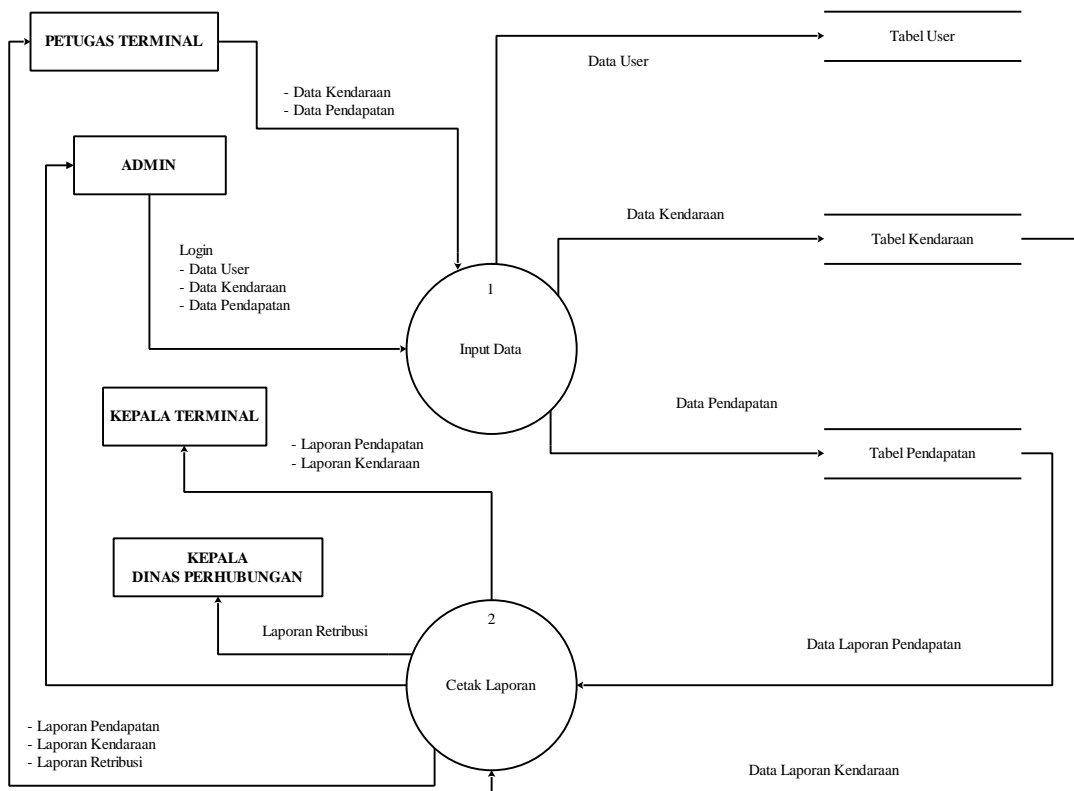 PETUGAS TERMINAL
Tabel User
Data User
- Data Kendaraan
- Data Pendapatan
ADMIN
Data Kendaraan
Tabel Kendaraan
Login
- Data User
- Data Kendaraan
- Data Pendapatan
1
Input Data
Data Pendapatan
KEPALA TERMINAL
- Laporan Pendapatan
- Laporan Kendaraan
Tabel Pendapatan
KEPALA
DINAS PERHUBUNGAN
2
Laporan Retribusi
Data Laporan Pendapatan
Cetak Laporan
- Laporan Pendapatan
- Laporan Kendaraan
- Laporan Retribusi
Data Laporan Kendaraan